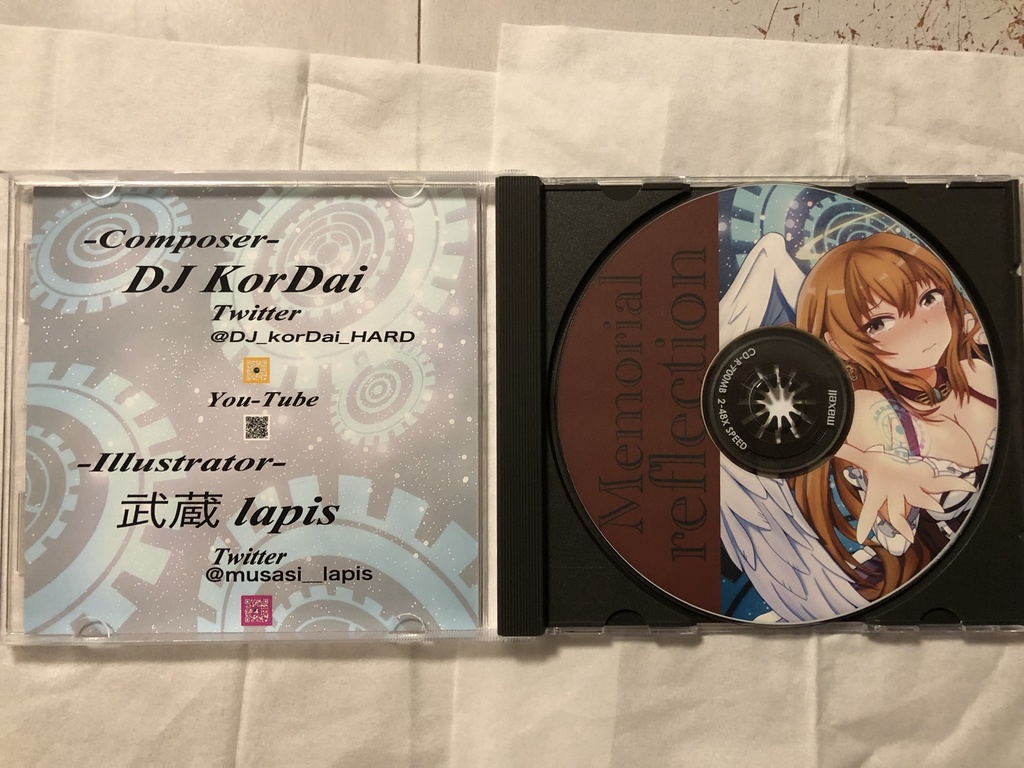 -Composer-
DJ KorDai
Twitter
@DJ_korDai_HARD
You-Tube
-Illustrator-
武蔵 lapis
Twitter
@musasi__lapis
Memorial
reflection
CD-R-700MB 2-48X SPEED
maxell